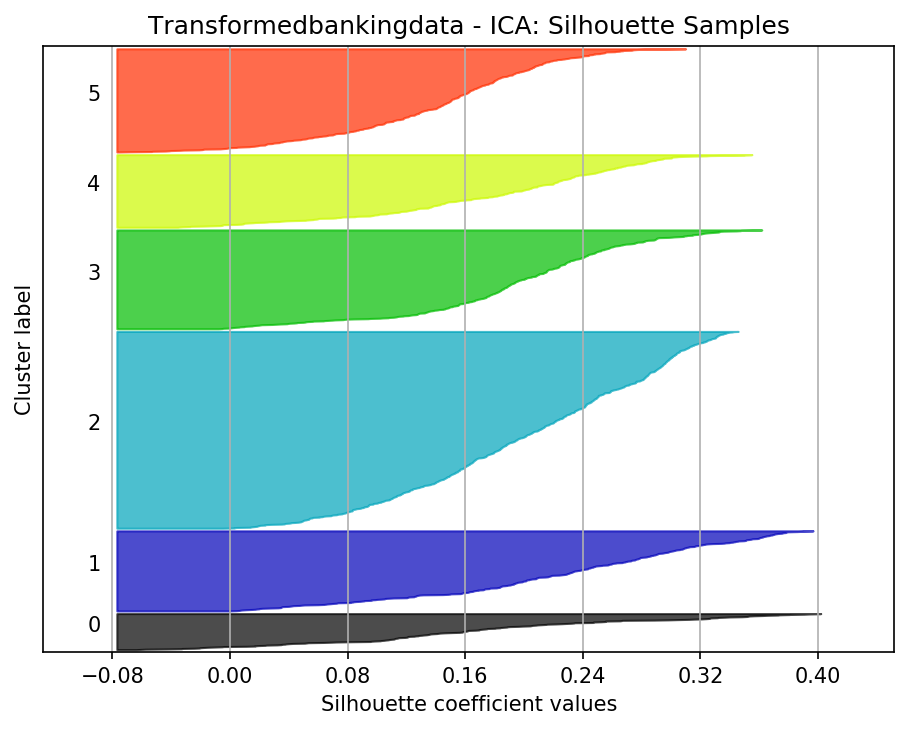 Transformedbankingdata - ICA: Silhouette Samples
5
4
3
2
1
0
Cluster label
−0.08 0.00 0.08 0.16 0.24 0.32 0.40
Silhouette coefficient values